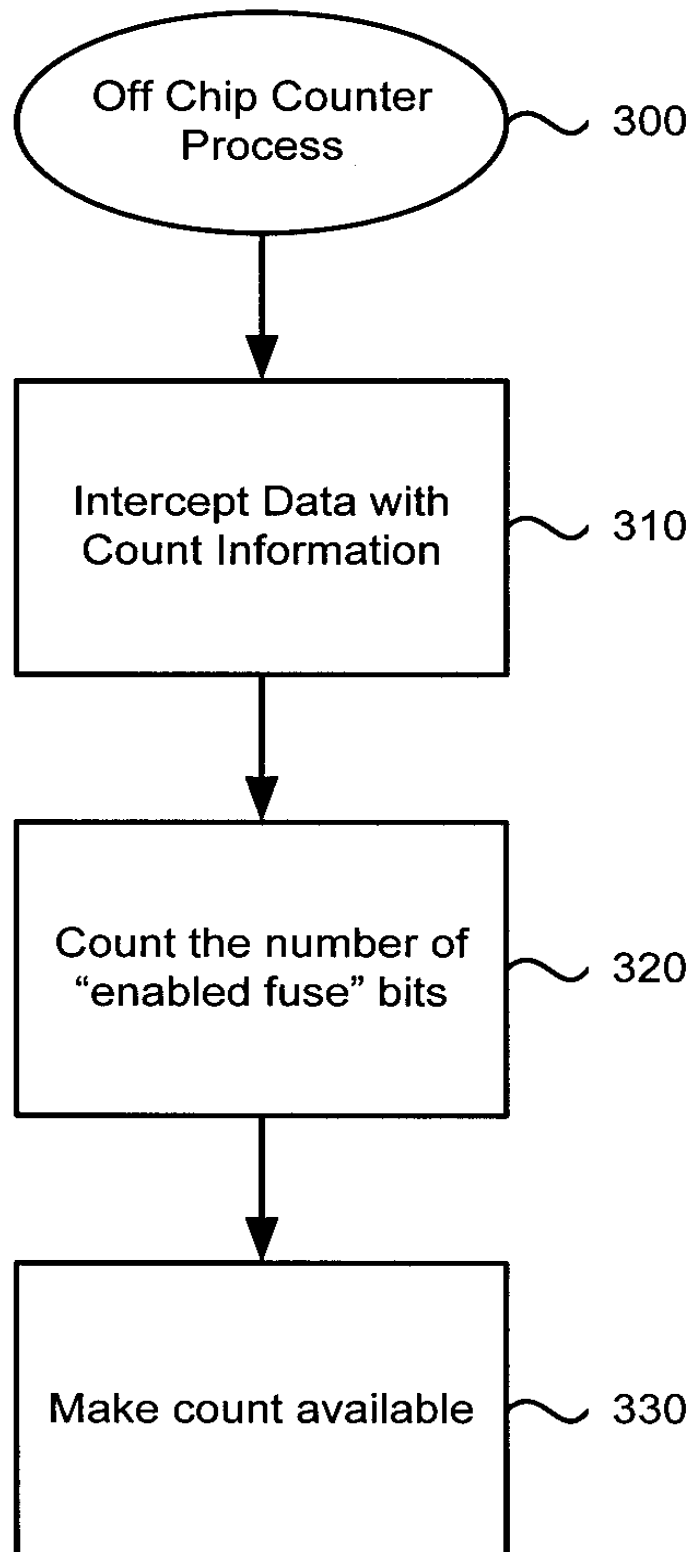 Off Chip Counter
Process
300
Intercept Data with
Count Information
310
Count the number of
“enabled fuse” bits
320
Make count available
330